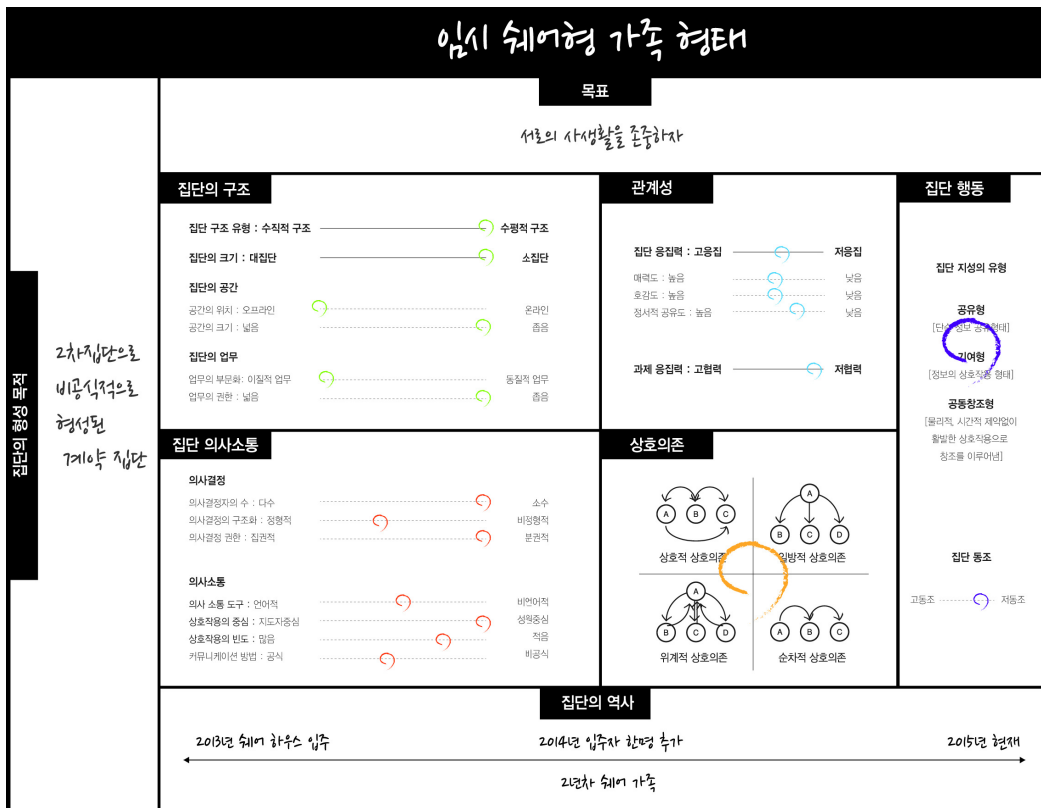 임시 쉐어형 가족 형태
목표
서로의 사생활을 존중하자
집단의 형성 목적
2차집단으로
비공식적으로
형성된
계약 집단
집단의 구조
집단 구조 유형 : 수직적 구조 수평적 구조
집단의 크기 : 대집단 소집단
집단의 공간
공간의 위치 : 오프라인 온라인
공간의 크기 : 넓음 좁음
집단의 업무
업무의 부문화: 이질적 업무 동질적 업무
업무의 권한 : 넓음 좁음
관계성
집단 응집력 : 고응집 저응집
매력도 : 높음 낮음
호감도 : 높음 낮음
정서적 공유도 : 높음 낮음
과제 응집력 : 고협력 저협력
집단 행동
집단 지성의 유형
공유형
[단순 정보 공유형태]
기여형
[정보의 상호작용 형태]
공동창조형
[물리적, 시간적 제약없이
활발한 상호작용으로
창조를 이루어냄]
집단 동조
고동조 저동조
집단 의사소통
의사결정
의사결정자의 수 : 다수 소수
의사결정의 구조화 : 정형적 비정형적
의사결정 권한 : 집권적 분권적
의사소통
의사 소통 도구 : 언어적 비언어적
상호작용의 중심 : 지도자중심 성원중심
상호작용의 빈도 : 많음 적음
커뮤니케이션 방법 : 공식 비공식
상호의존
A B C
상호적 상호의존
A
B C D
일방적 상호의존
A
B C D
위계적 상호의존
A B C
순차적 상호의존
집단의 역사
2013년 쉐어 하우스 입주 2014년 입주자 한명 추가 2015년 현재
2년차 쉐어 가족